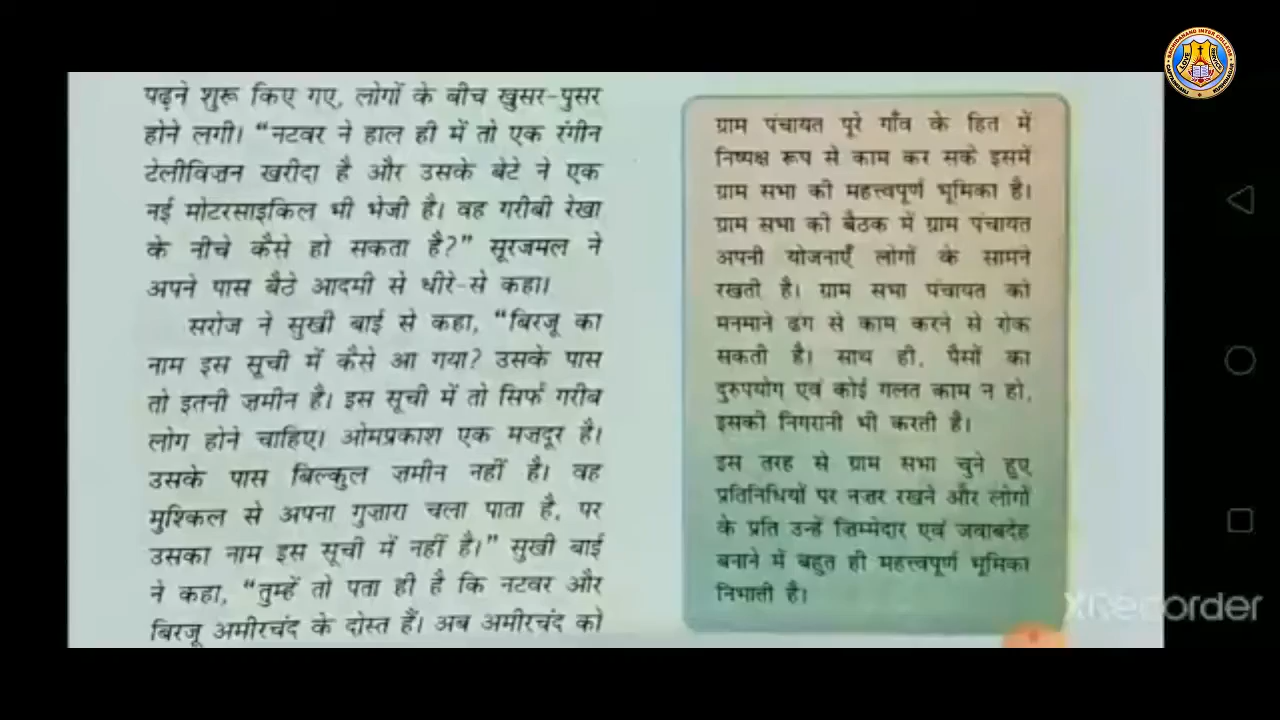 पढ़ने शुरू किए गए, लोगों के बीच खुसर-पुसर
होने लगी। “नटवर ने हाल ही में तो एक रंगीन
टेलीविज़न खरीदा है और उसके बेटे ने एक
नई मोटरसाइकिल भी भेजी है। वह गरीबी रेखा
के नीचे कैसे हो सकता है?” सूरजमल ने
अपने पास बैठे आदमी से धीरे-से कहा।
सरोज ने सुखी बाई से कहा, “बिरजू का
नाम इस सूची में कैसे आ गया? उसके पास
तो इतनी ज़मीन है। इस सूची में तो सिर्फ गरीब
लोग होने चाहिए। ओमप्रकाश एक मज़दूर है।
उसके पास बिल्कुल ज़मीन नहीं है। वह
मुश्किल से अपना गुज़ारा चला पाता है, पर
उसका नाम इस सूची में नहीं है।” सुखी बाई
ने कहा, “तुम्हें तो पता ही है कि नटवर और
बिरजू अमीरचंद के दोस्त हैं। अब अमीरचंद को
ग्राम पंचायत पूरे गाँव के हित में
निष्पक्ष रूप से काम कर सके इसमें
ग्राम सभा की महत्त्वपूर्ण भूमिका है।
ग्राम सभा की बैठक में ग्राम पंचायत
अपनी योजनाएँ लोगों के सामने
रखती है। ग्राम सभा पंचायत को
मनमाने ढंग से काम करने से रोक
सकती है। साथ ही, पैसों का
दुरुपयोग एवं कोई गलत काम न हो,
इसकी निगरानी भी करती है।
इस तरह से ग्राम सभा चुने हुए
प्रतिनिधियों पर नज़र रखने और लोगों
के प्रति उन्हें ज़िम्मेदार एवं जवाबदेह
बनाने में बहुत ही महत्त्वपूर्ण भूमिका
निभाती है।
XRecorder